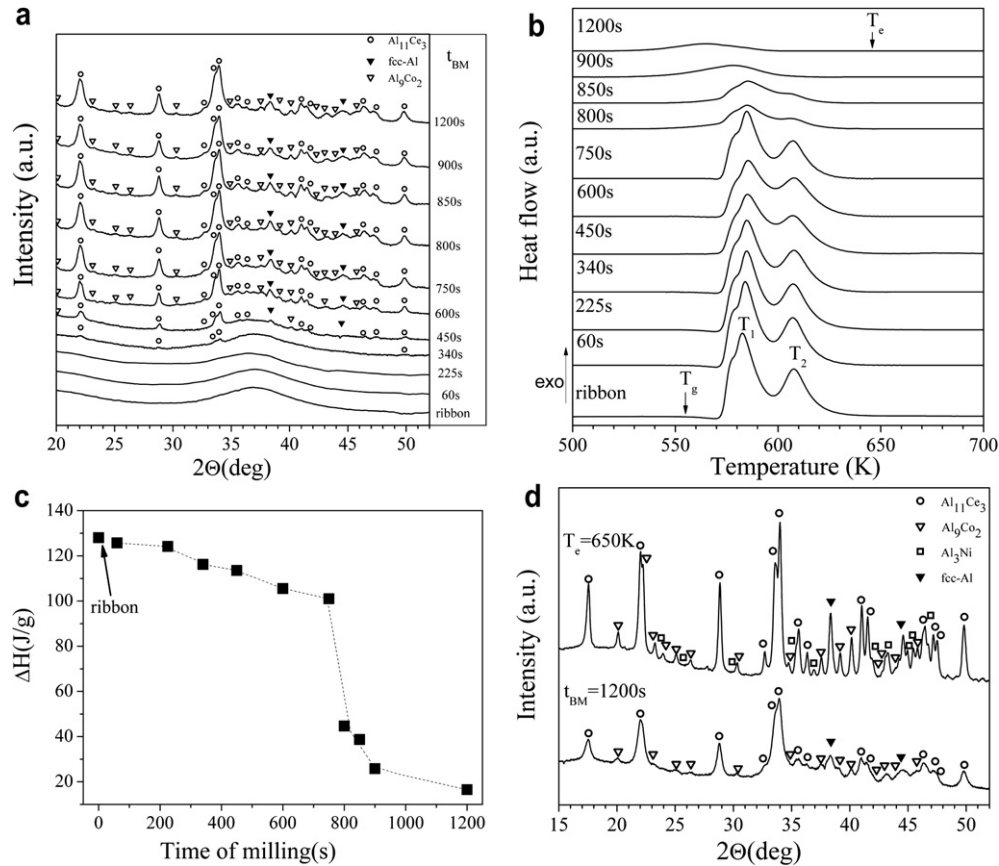 a
Al11Ce3
fcc-Al
Al9Co2
tBM
1200s
900s
850s
800s
750s
600s
450s
340s
225s
60s
ribbon
Intensity (a.u.)
20 25 30 35 40 45 50
2Θ(deg)
b
1200s
Te
900s
850s
800s
750s
600s
450s
340s
225s
60s
T1
T2
ribbon
Tg
exo
Heat flow (a.u.)
500 550 600 650 700
Temperature (K)
c
140
120
100
80
60
40
20
ribbon
ΔH(J/g)
0 200 400 600 800 1000 1200
Time of milling(s)
d
Al11Ce3
Al9Co2
Al3Ni
fcc-Al
Te=650K
tBM=1200s
Intensity (a.u.)
15 20 25 30 35 40 45 50
2Θ(deg)